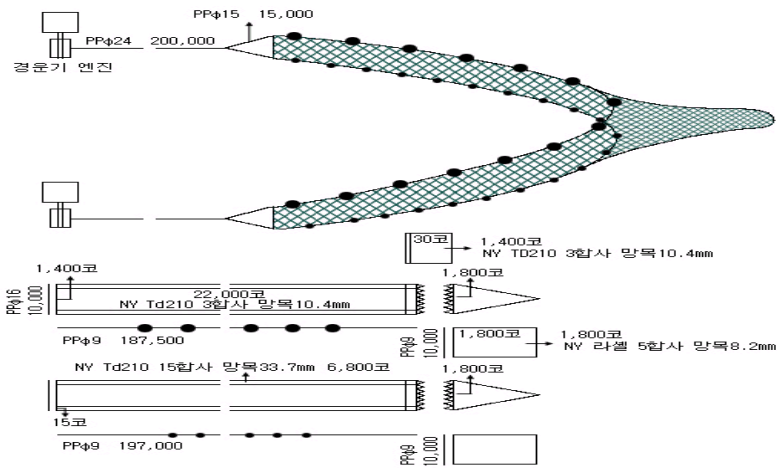 PPφ15 15,000
PPφ24 200,000
경운기 엔진
30코
1,400코
NY TD210 3합사 망목10.4mm
1,400코
1,800코
PPφ16
10,000
22,000코
NY Td210 3합사 망목10.4mm
PPφ9 187,500
PPφ9
10,000
1,800코
1,800코
NY 라셀 5합사 망목8.2mm
NY Td210 15합사 망목33.7mm 6,800코
1,800코
15코
PPφ9 197,000
PPφ9
10,000